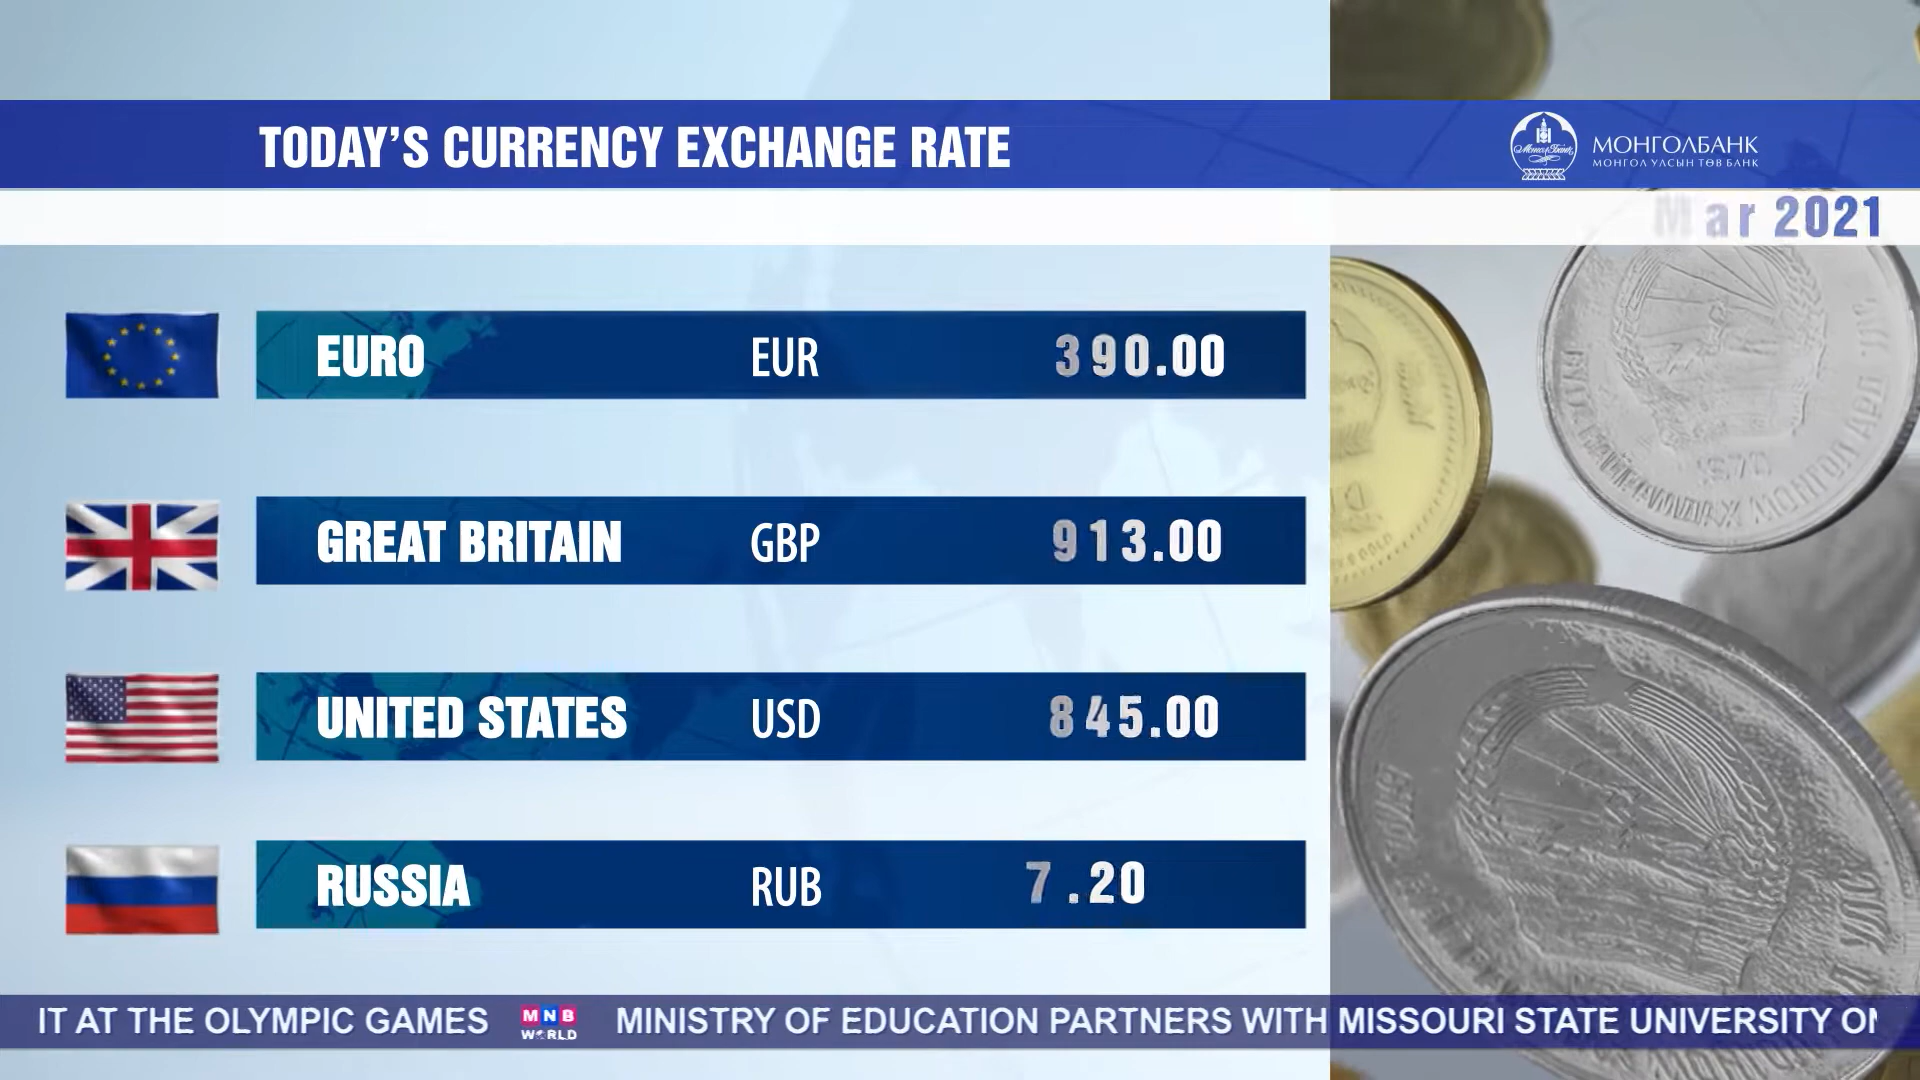 TODAY'S CURRENCY EXCHANGE RATE
МОНГОЛБАНК
МОНГОЛ УЛСЫН ТӨВ БАНК
Mar 2021
EURO EUR 390.00
GREAT BRITAIN GBP 913.00
UNITED STATES USD 845.00
RUSSIA RUB 7.20
IT AT THE OLYMPIC GAMES MNB WORLD MINISTRY OF EDUCATION PARTNERS WITH MISSOURI STATE UNIVERSITY ON